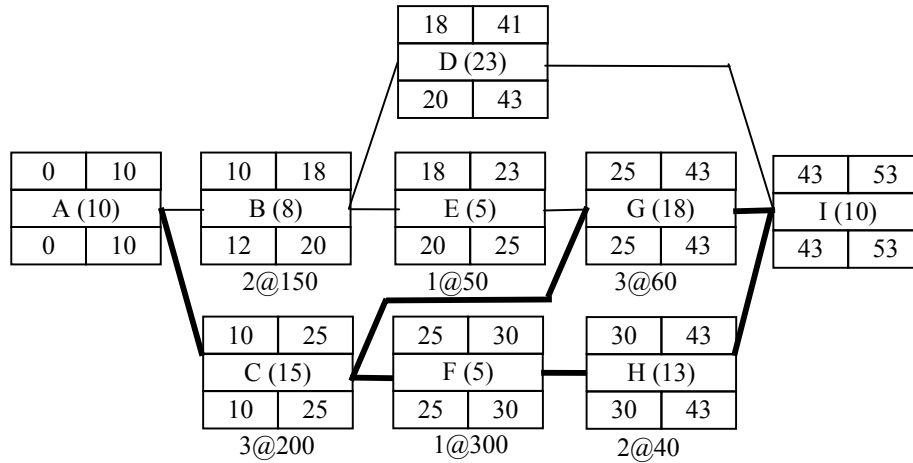 18 41
D (23)
20 43
0 10
A (10)
0 10
10 18
B (8)
12 20
2@150
18 23
E (5)
20 25
1@50
25 43
G (18)
25 43
3@60
43 53
I (10)
43 53
10 25
C (15)
10 25
3@200
25 30
F (5)
25 30
1@300
30 43
H (13)
30 43
2@40